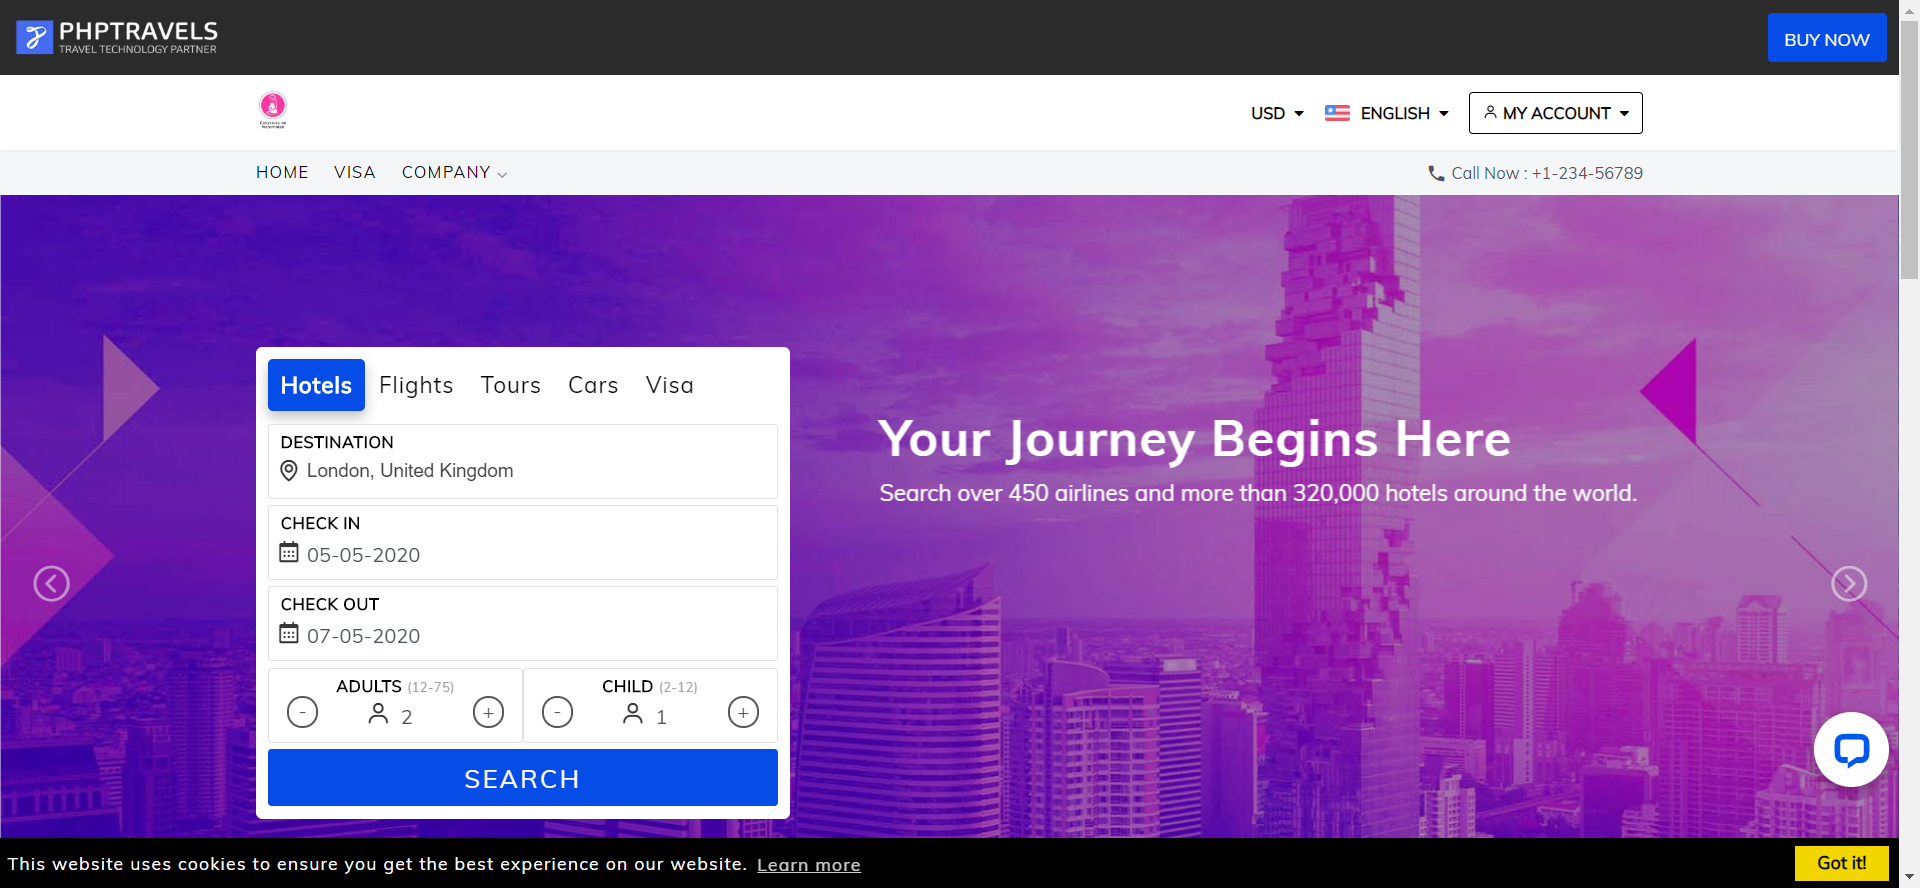 PHPTRAVELS
TRAVEL TECHNOLOGY PARTNER
BUY NOW
Cobertura de
Maternidad
USD
ENGLISH
MY ACCOUNT
HOME VISA COMPANY
Call Now : +1-234-56789
Hotels Flights Tours Cars Visa
DESTINATION
London, United Kingdom
CHECK IN
05-05-2020
CHECK OUT
07-05-2020
ADULTS (12-75)
- 2 +
CHILD (2-12)
- 1 +
SEARCH
Your Journey Begins Here
Search over 450 airlines and more than 320,000 hotels around the world.
This website uses cookies to ensure you get the best experience on our website. Learn more
Got it!